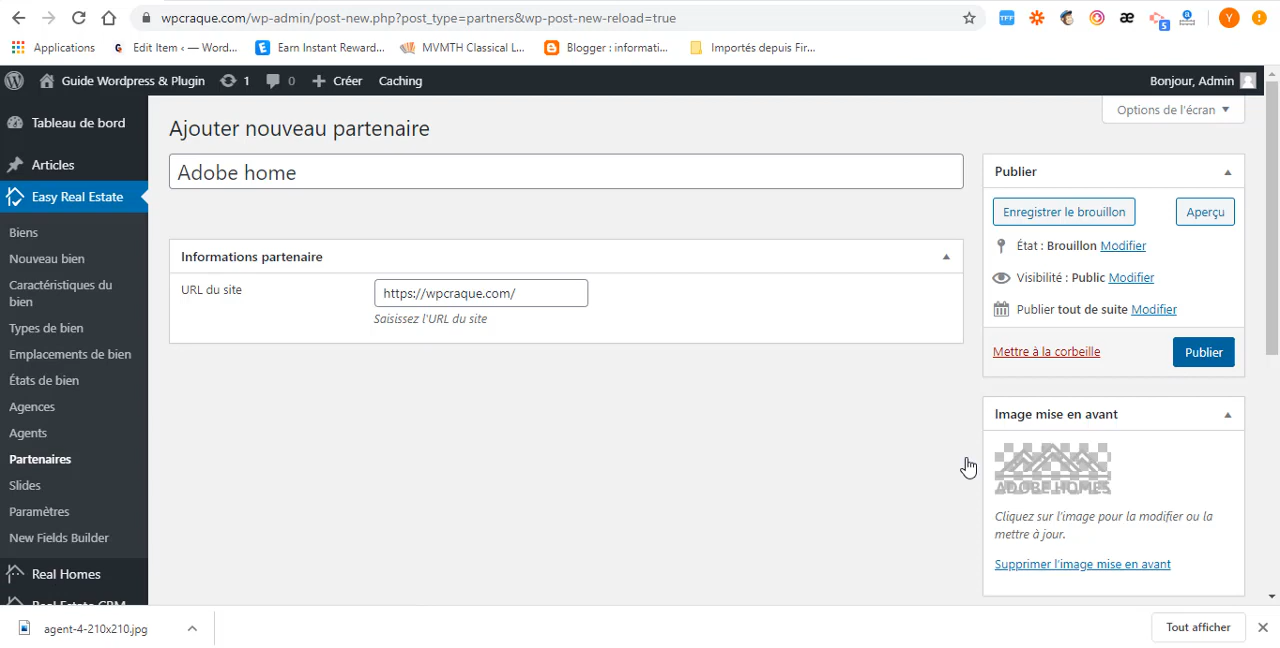 wpcraque.com/wp-admin/post-new.php?post_type=partners&wp-post-new-reload=true
Applications
Edit Item ‹ — Word...
Earn Instant Reward...
MVMTH Classical L...
Blogger : informati...
Importés depuis Fir...
Guide Wordpress & Plugin
1
0
Créer
Caching
Bonjour, Admin
Options de l'écran
Tableau de bord
Articles
Easy Real Estate
Biens
Nouveau bien
Caractéristiques du
bien
Types de bien
Emplacements de bien
États de bien
Agences
Agents
Partenaires
Slides
Paramètres
New Fields Builder
Real Homes
Real Estate CRM
Ajouter nouveau partenaire
Adobe home
Informations partenaire
URL du site
https://wpcraque.com/
Saisissez l'URL du site
Publier
Enregistrer le brouillon
Aperçu
État : Brouillon Modifier
Visibilité : Public Modifier
Publier tout de suite Modifier
Mettre à la corbeille
Publier
Image mise en avant
ADOBE HOMES
Cliquez sur l'image pour la modifier ou la
mettre à jour.
Supprimer l'image mise en avant
agent-4-210x210.jpg
Tout afficher
TFF
5
Y